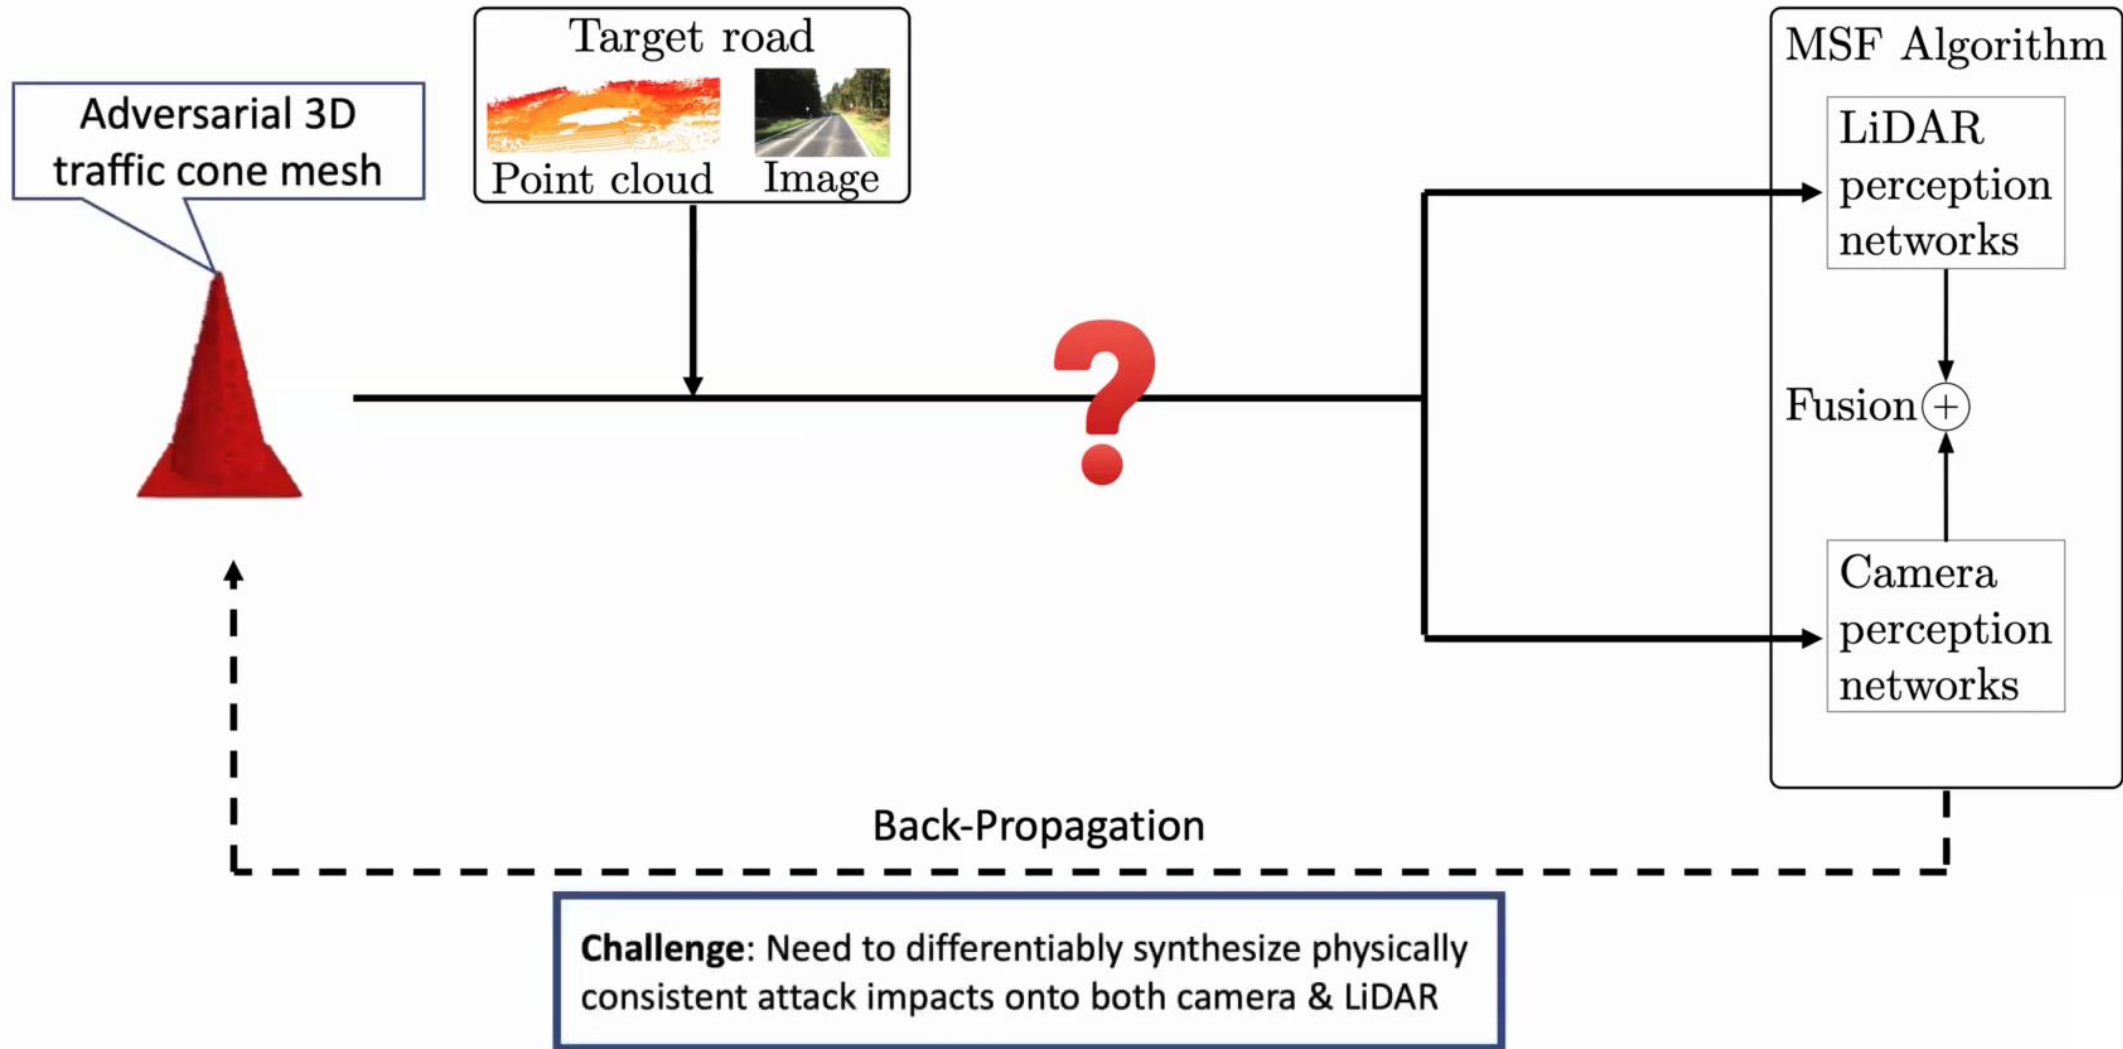 Adversarial 3D
traffic cone mesh
Target road
Point cloud
Image
MSF Algorithm
LiDAR
perception
networks
Fusion +
Camera
perception
networks
?
Back-Propagation
Challenge: Need to differentiably synthesize physically
consistent attack impacts onto both camera & LiDAR